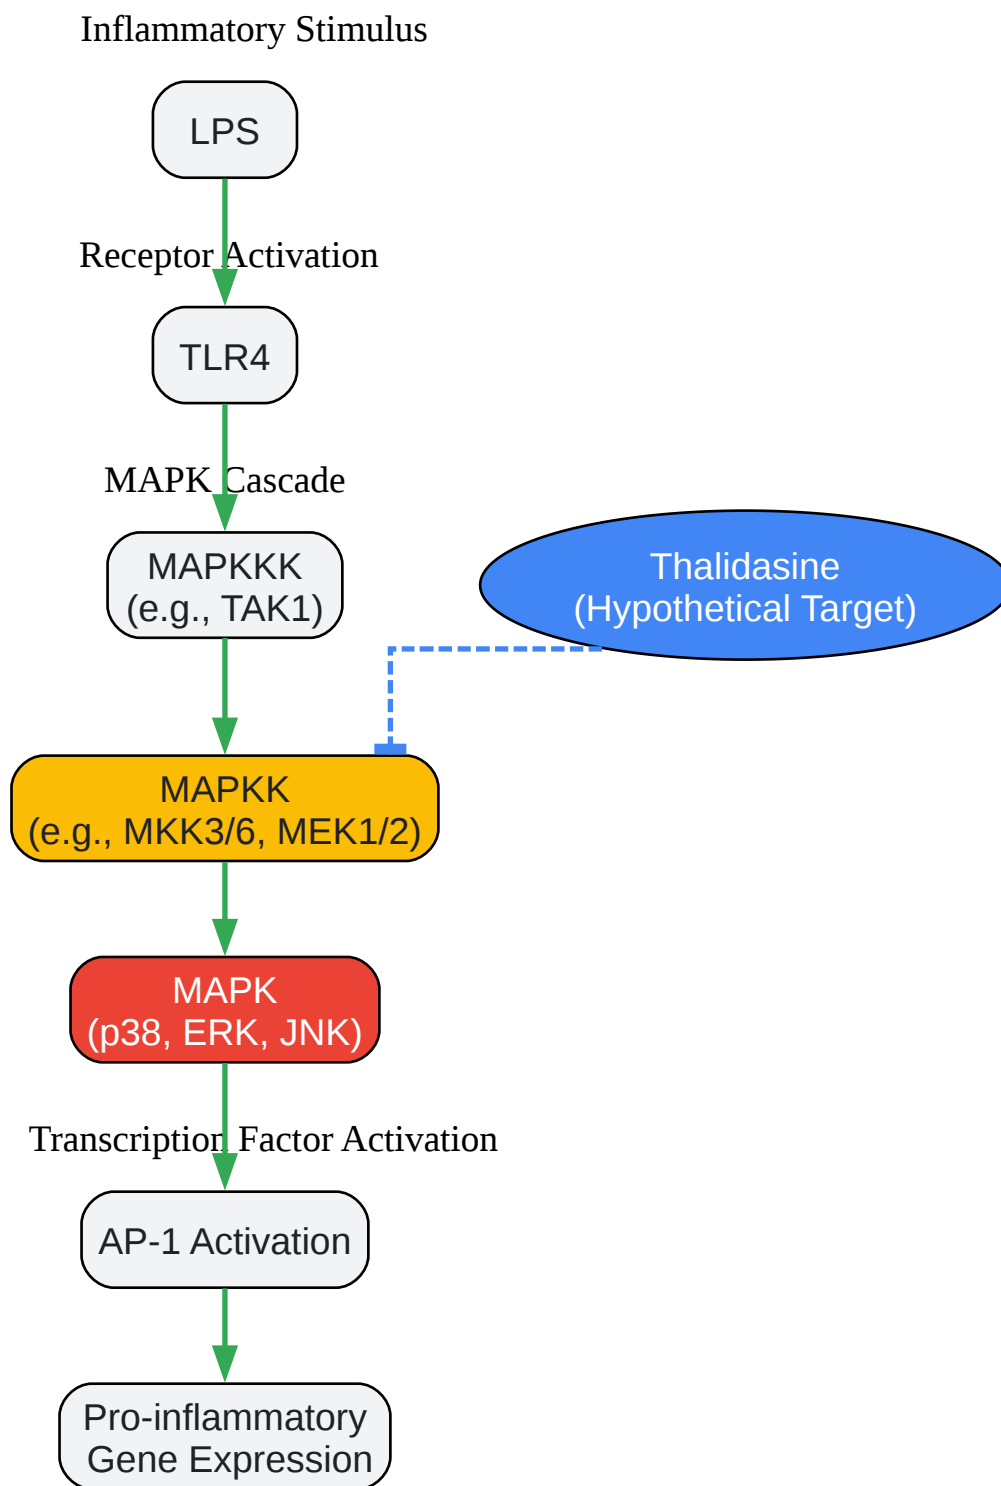 Inflammatory Stimulus
LPS
Receptor Activation
TLR4
MAPK Cascade
MAPKKK
(e.g., TAK1)
Thalidasine
(Hypothetical Target)
MAPKK
(e.g., MKK3/6, MEK1/2)
MAPK
(p38, ERK, JNK)
Transcription Factor Activation
AP-1 Activation
Pro-inflammatory
Gene Expression